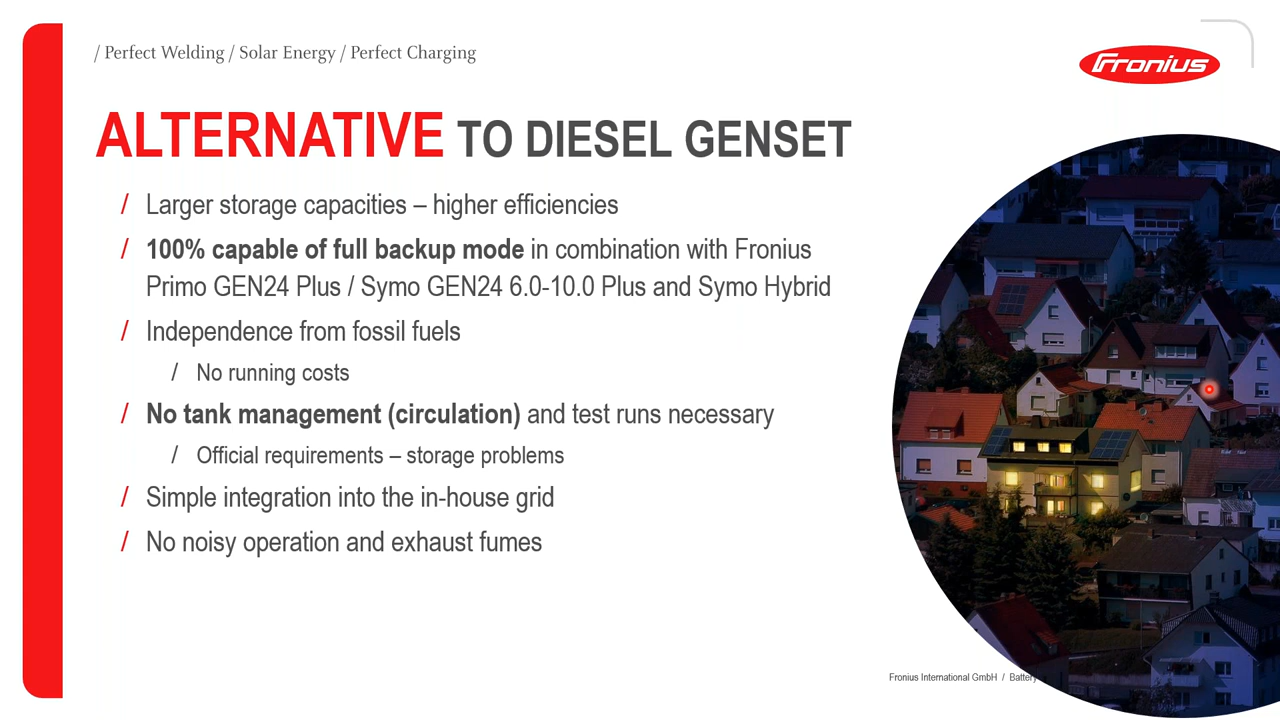 / Perfect Welding / Solar Energy / Perfect Charging
Fronius
ALTERNATIVE TO DIESEL GENSET
/ Larger storage capacities – higher efficiencies
/ 100% capable of full backup mode in combination with Fronius
Primo GEN24 Plus / Symo GEN24 6.0-10.0 Plus and Symo Hybrid
/ Independence from fossil fuels
/ No running costs
/ No tank management (circulation) and test runs necessary
/ Official requirements – storage problems
/ Simple integration into the in-house grid
/ No noisy operation and exhaust fumes
Fronius International GmbH / Battery